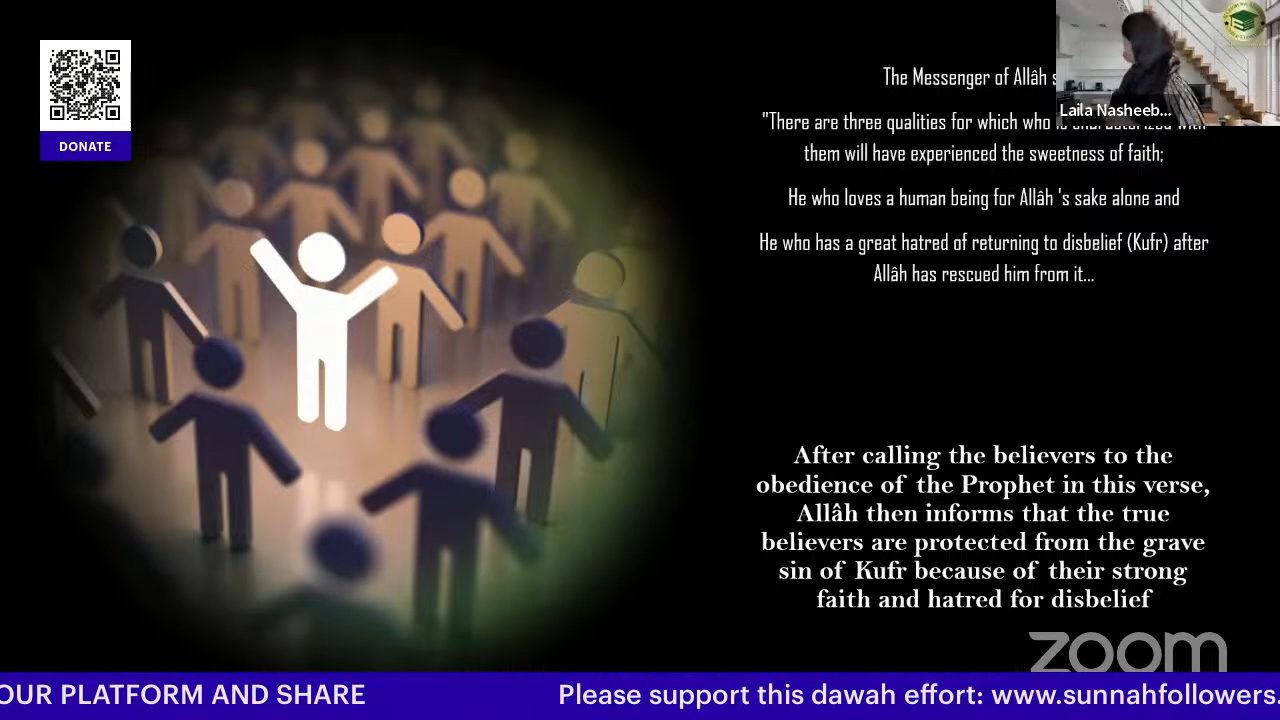 DONATE
The Messenger of Allâh
Laila Nasheeb...
"There are three qualities for which who is characterized with
them will have experienced the sweetness of faith;
He who loves a human being for Allâh 's sake alone and
He who has a great hatred of returning to disbelief (Kufr) after
Allâh has rescued him from it...
After calling the believers to the
obedience of the Prophet in this verse,
Allâh then informs that the true
believers are protected from the grave
sin of Kufr because of their strong
faith and hatred for disbelief
zoom
OUR PLATFORM AND SHARE
Please support this dawah effort: www.sunnahfollowers.